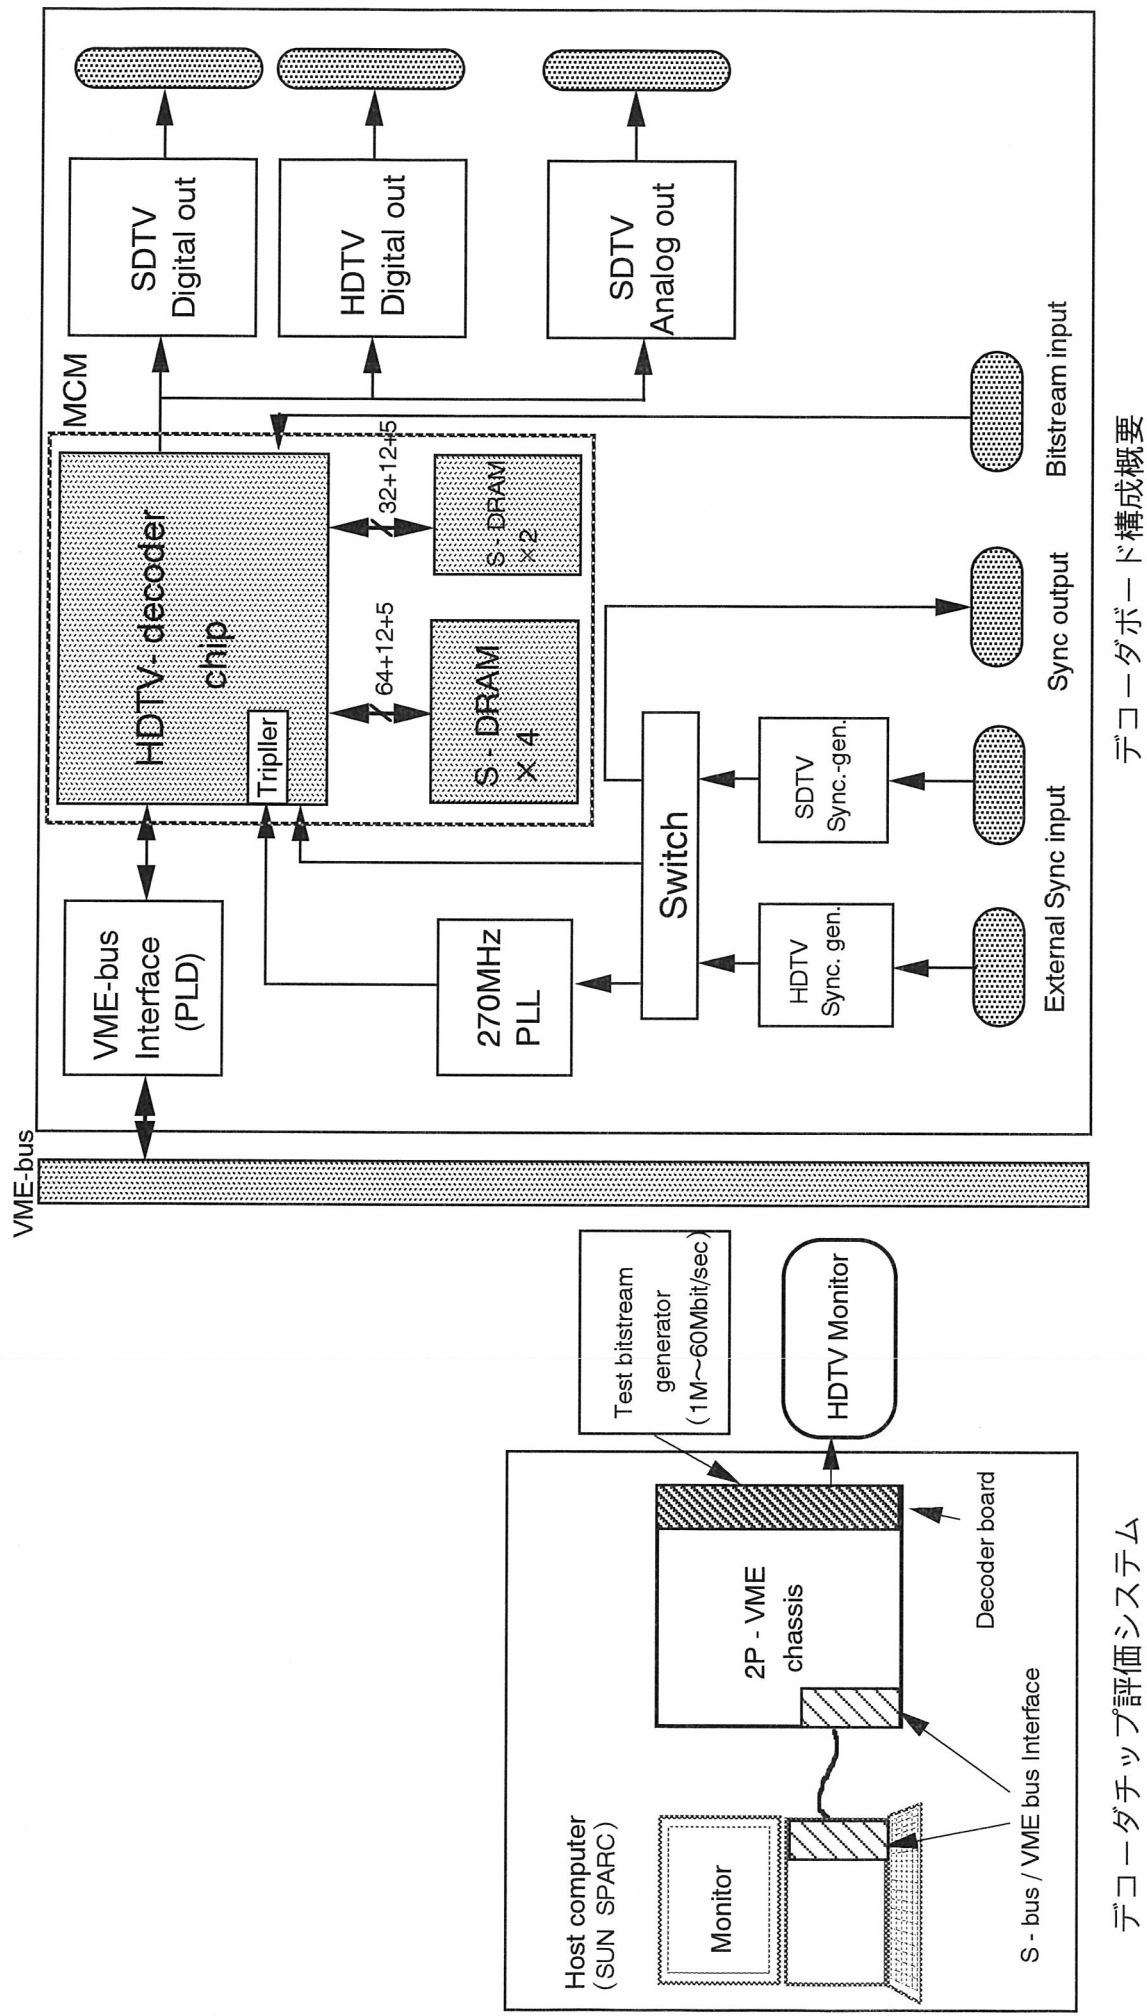 Host computer
(SUN SPARC)
Monitor
S - bus / VME bus Interface
2P - VME
chassis
Decoder board
Test bitstream
generator
(1M～60Mbit/sec)
HDTV Monitor
デコーダチップ評価システム
VME-bus
VME-bus
Interface
(PLD)
MCM
HDTV - decoder
chip
Tripller
64+12+5
32+12+5
S - DRAM
× 4
S - DRAM
×2
270MHz
PLL
Switch
HDTV
Sync. gen.
SDTV
Sync.-gen.
External Sync input
Sync output
Bitstream input
SDTV
Digital out
HDTV
Digital out
SDTV
Analog out
デコーダボード構成概要